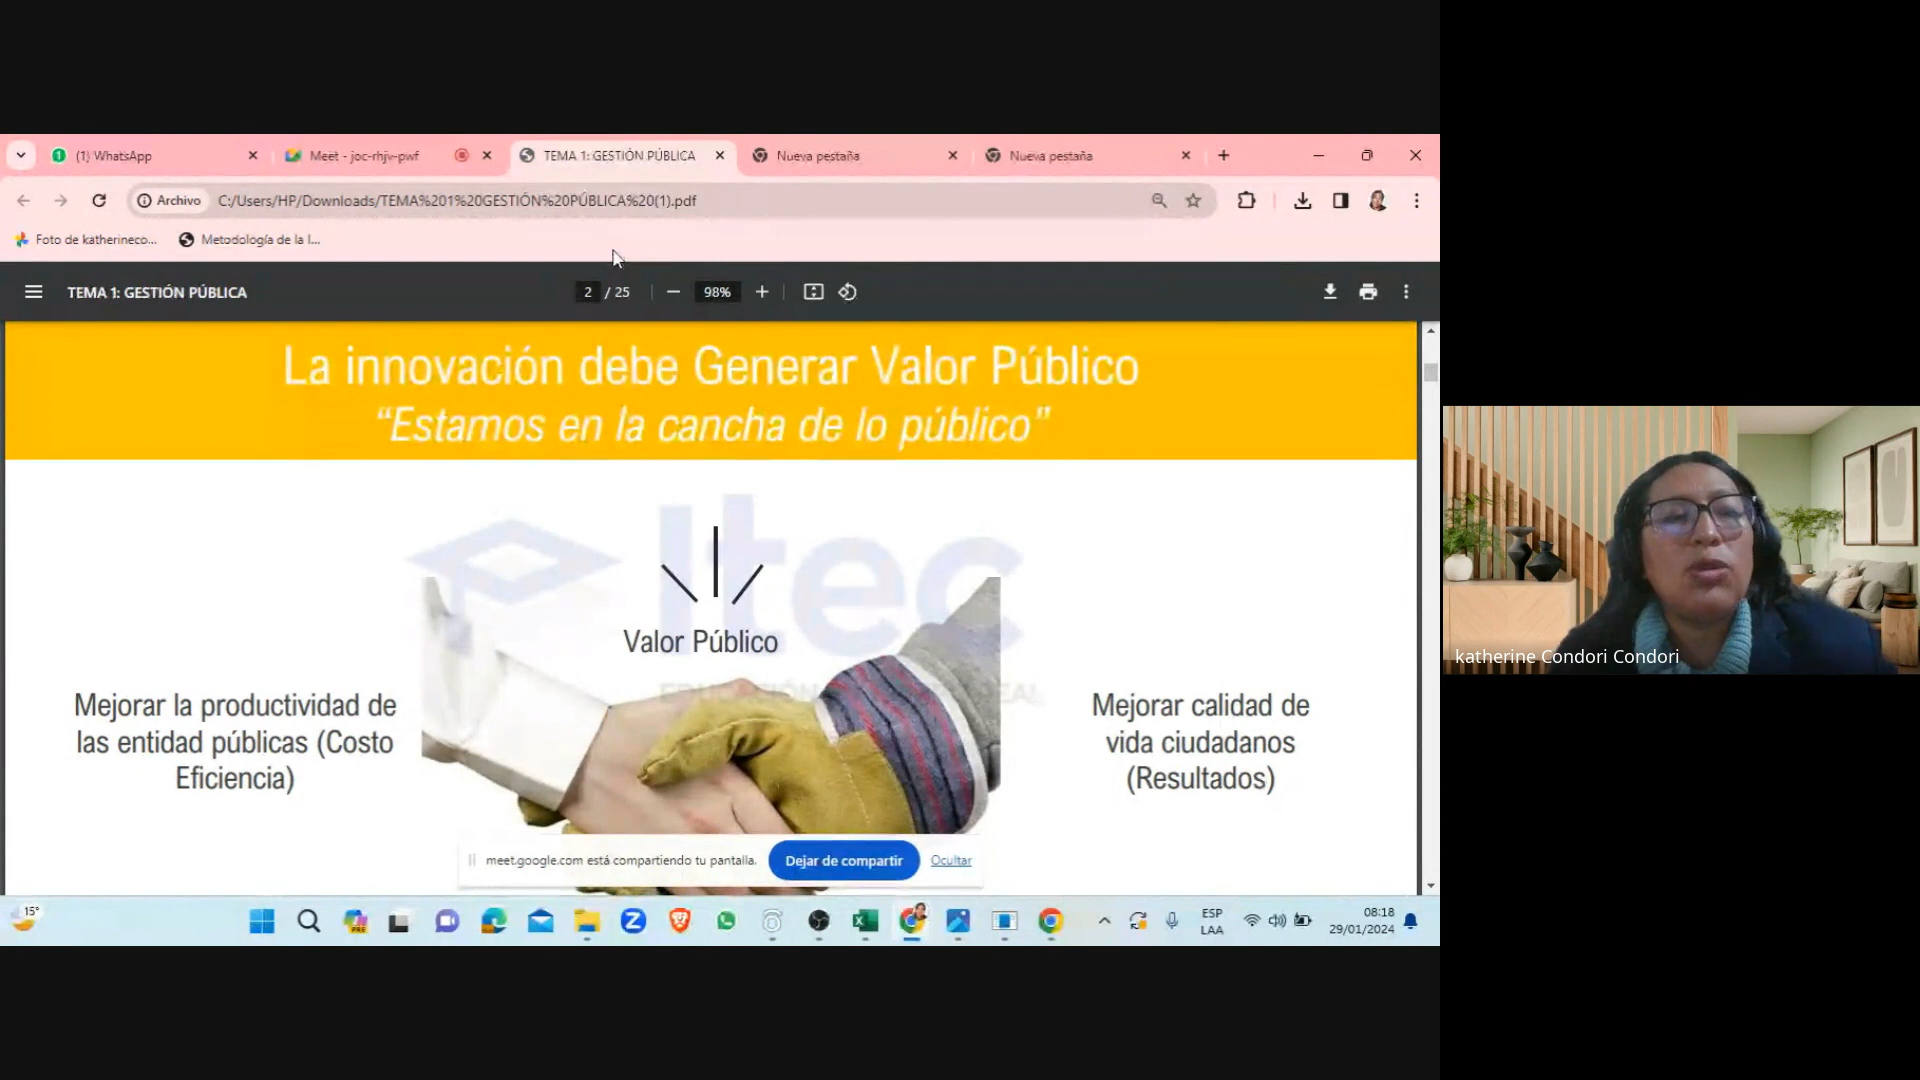 (1) WhatsApp
Meet - joc-rhjv-pwf
TEMA 1: GESTIÓN PÚBLICA
Nueva pestaña
Nueva pestaña
Archivo
C:/Users/HP/Downloads/TEMA%201%20GESTIÓN%20PÚBLICA%20(1).pdf
Foto de katherineco...
Metodología de la I...
TEMA 1: GESTIÓN PÚBLICA
2 / 25
98%
La innovación debe Generar Valor Público
“Estamos en la cancha de lo público”
Itec
Valor Público
Mejorar la productividad de
las entidad públicas (Costo
Eficiencia)
Mejorar calidad de
vida ciudadanos
(Resultados)
katherine Condori Condori
meet.google.com está compartiendo tu pantalla.
Dejar de compartir
Ocultar
15°
PRE
ESP
LAA
08:18
29/01/2024